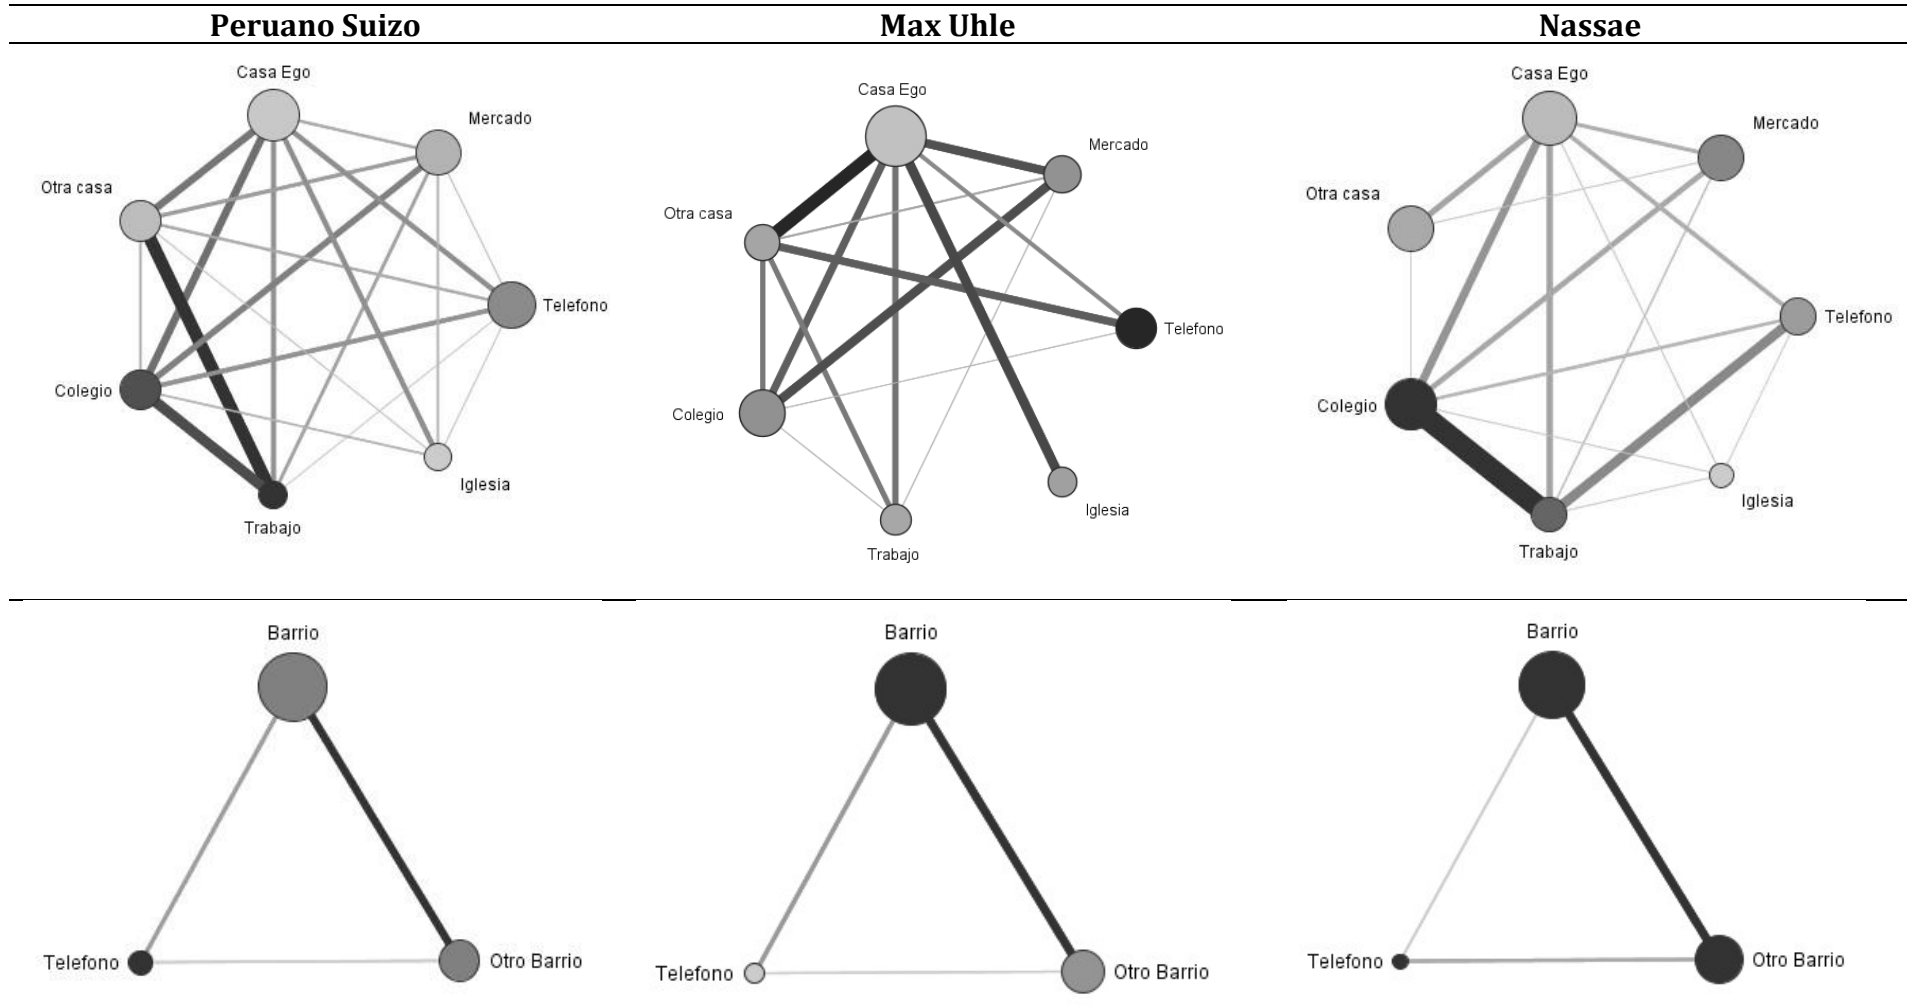 Peruano Suizo
Max Uhle
Nassae
Casa Ego
Mercado
Otra casa
Telefono
Colegio
Iglesia
Trabajo
Casa Ego
Mercado
Otra casa
Telefono
Colegio
Iglesia
Trabajo
Casa Ego
Mercado
Otra casa
Telefono
Colegio
Iglesia
Trabajo
Barrio
Telefono
Otro Barrio
Barrio
Telefono
Otro Barrio
Barrio
Telefono
Otro Barrio